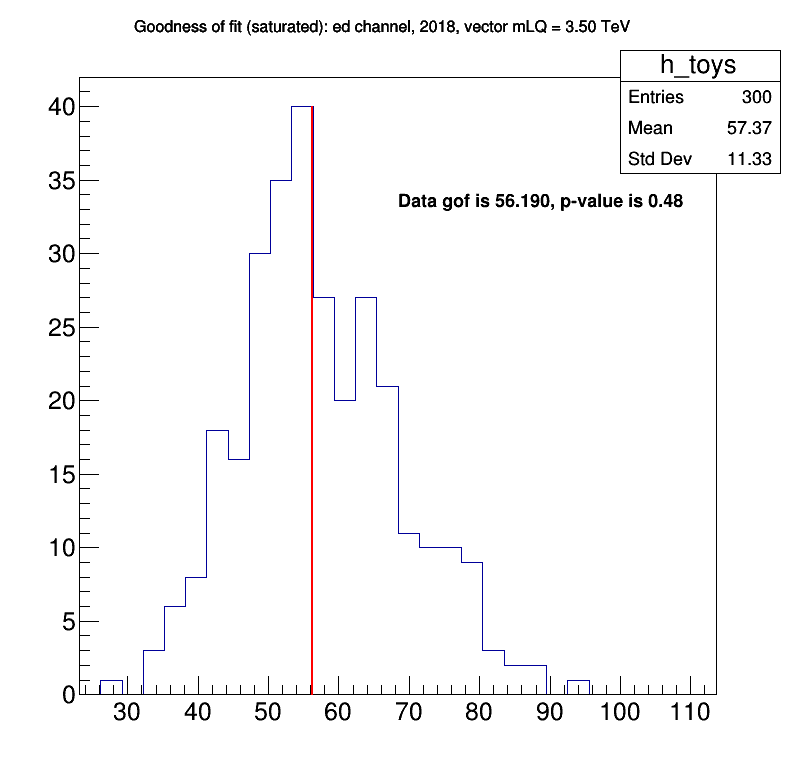 Goodness of fit (saturated): ed channel, 2018, vector mLQ = 3.50 TeV
h_toys
Entries 300
Mean 57.37
Std Dev 11.33
Data gof is 56.190, p-value is 0.48
40
35
30
25
20
15
10
5
0
30 40 50 60 70 80 90 100 110